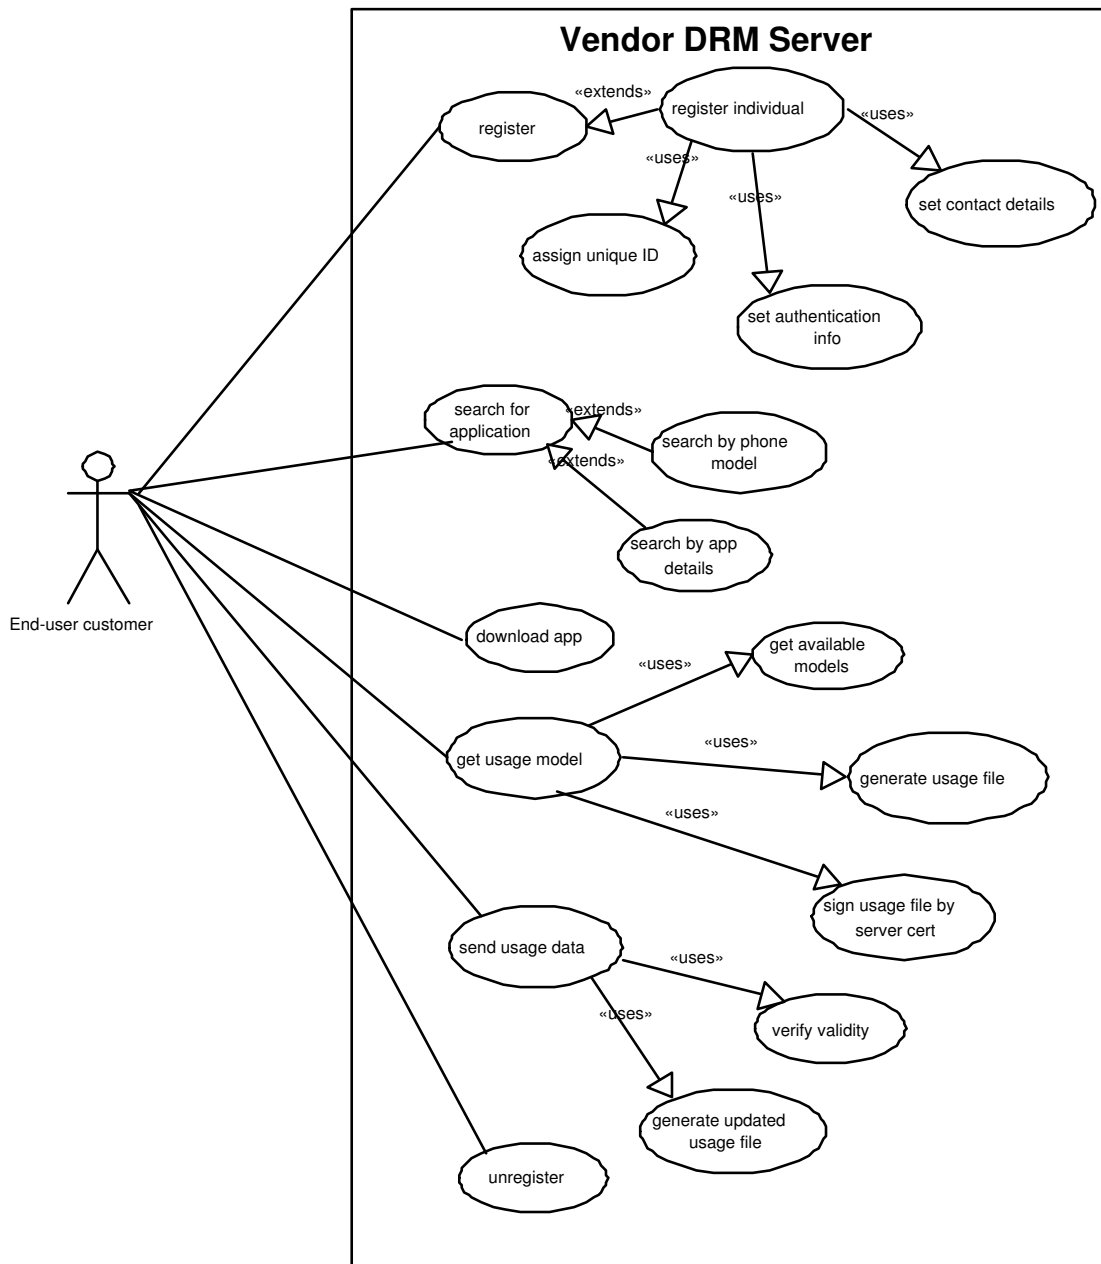 Vendor DRM Server
«extends»
register
register individual
«uses»
«uses»
«uses»
set contact details
assign unique ID
set authentication
info
search for
application
«extends»
search by phone
model
«extends»
search by app
details
End-user customer
download app
get available
models
«uses»
get usage model
«uses»
generate usage file
«uses»
sign usage file by
server cert
send usage data
«uses»
verify validity
«uses»
generate updated
usage file
unregister